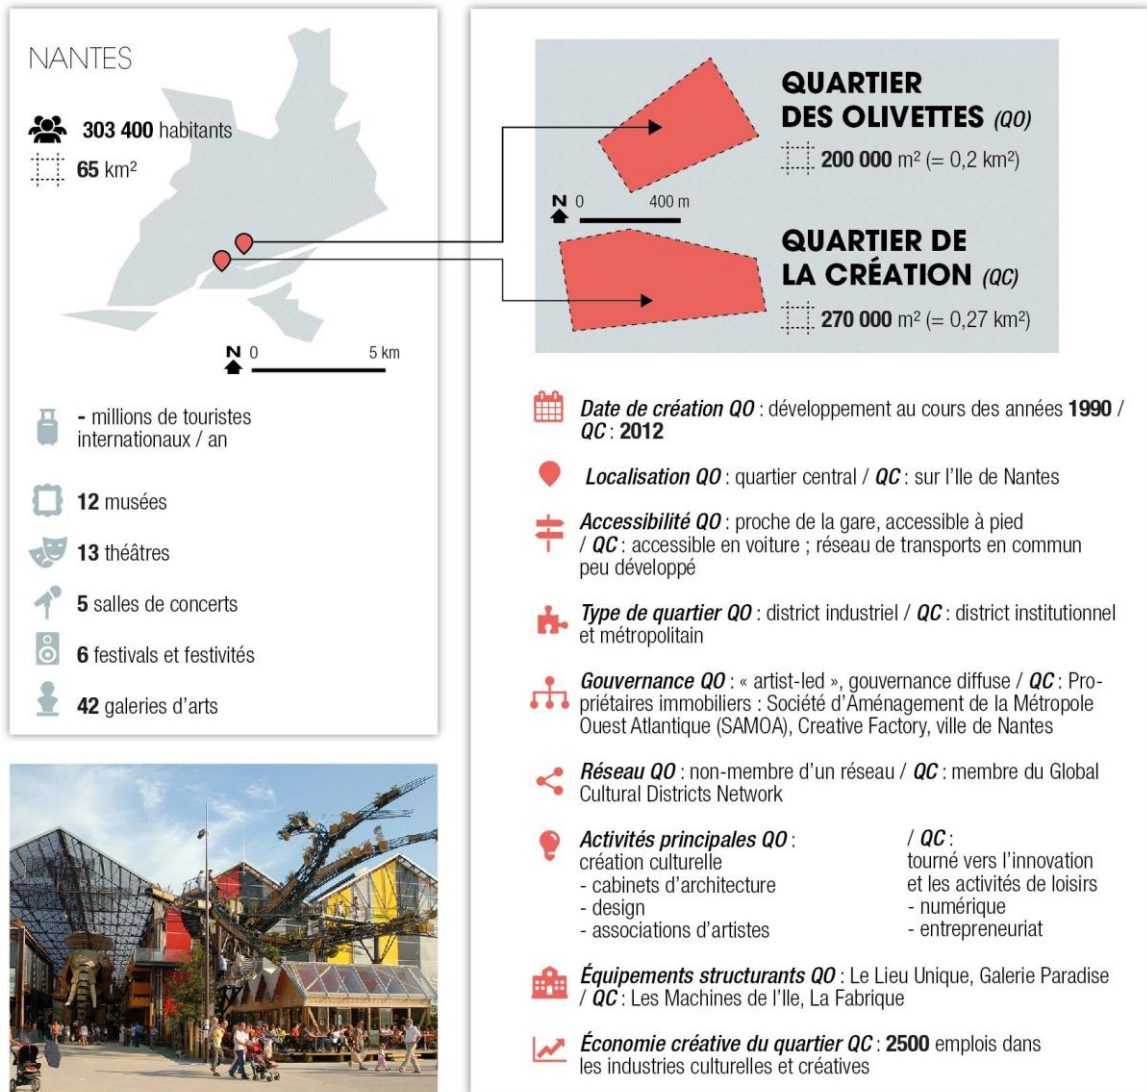 NANTES
303 400 habitants
65 km²
N 0 5 km
- millions de touristes
internationaux / an
12 musées
13 théâtres
5 salles de concerts
6 festivals et festivités
42 galeries d'arts
QUARTIER
DES OLIVETTES (QO)
200 000 m² (= 0,2 km²)
N 0 400 m
QUARTIER DE
LA CRÉATION (QC)
270 000 m² (= 0,27 km²)
Date de création QO : développement au cours des années 1990 /
QC : 2012
Localisation QO : quartier central / QC : sur l'Ile de Nantes
Accessibilité QO : proche de la gare, accessible à pied
/ QC : accessible en voiture ; réseau de transports en commun
peu développé
Type de quartier QO : district industriel / QC : district institutionnel
et métropolitain
Gouvernance QO : « artist-led », gouvernance diffuse / QC : Pro-
priétaires immobiliers : Société d'Aménagement de la Métropole
Ouest Atlantique (SAMOA), Creative Factory, ville de Nantes
Réseau QO : non-membre d'un réseau / QC : membre du Global
Cultural Districts Network
Activités principales QO :
création culturelle
- cabinets d'architecture
- design
- associations d'artistes
/ QC :
tourné vers l'innovation
et les activités de loisirs
- numérique
- entrepreneuriat
Équipements structurants QO : Le Lieu Unique, Galerie Paradise
/ QC : Les Machines de l'Ile, La Fabrique
Économie créative du quartier QC : 2500 emplois dans
les industries culturelles et créatives